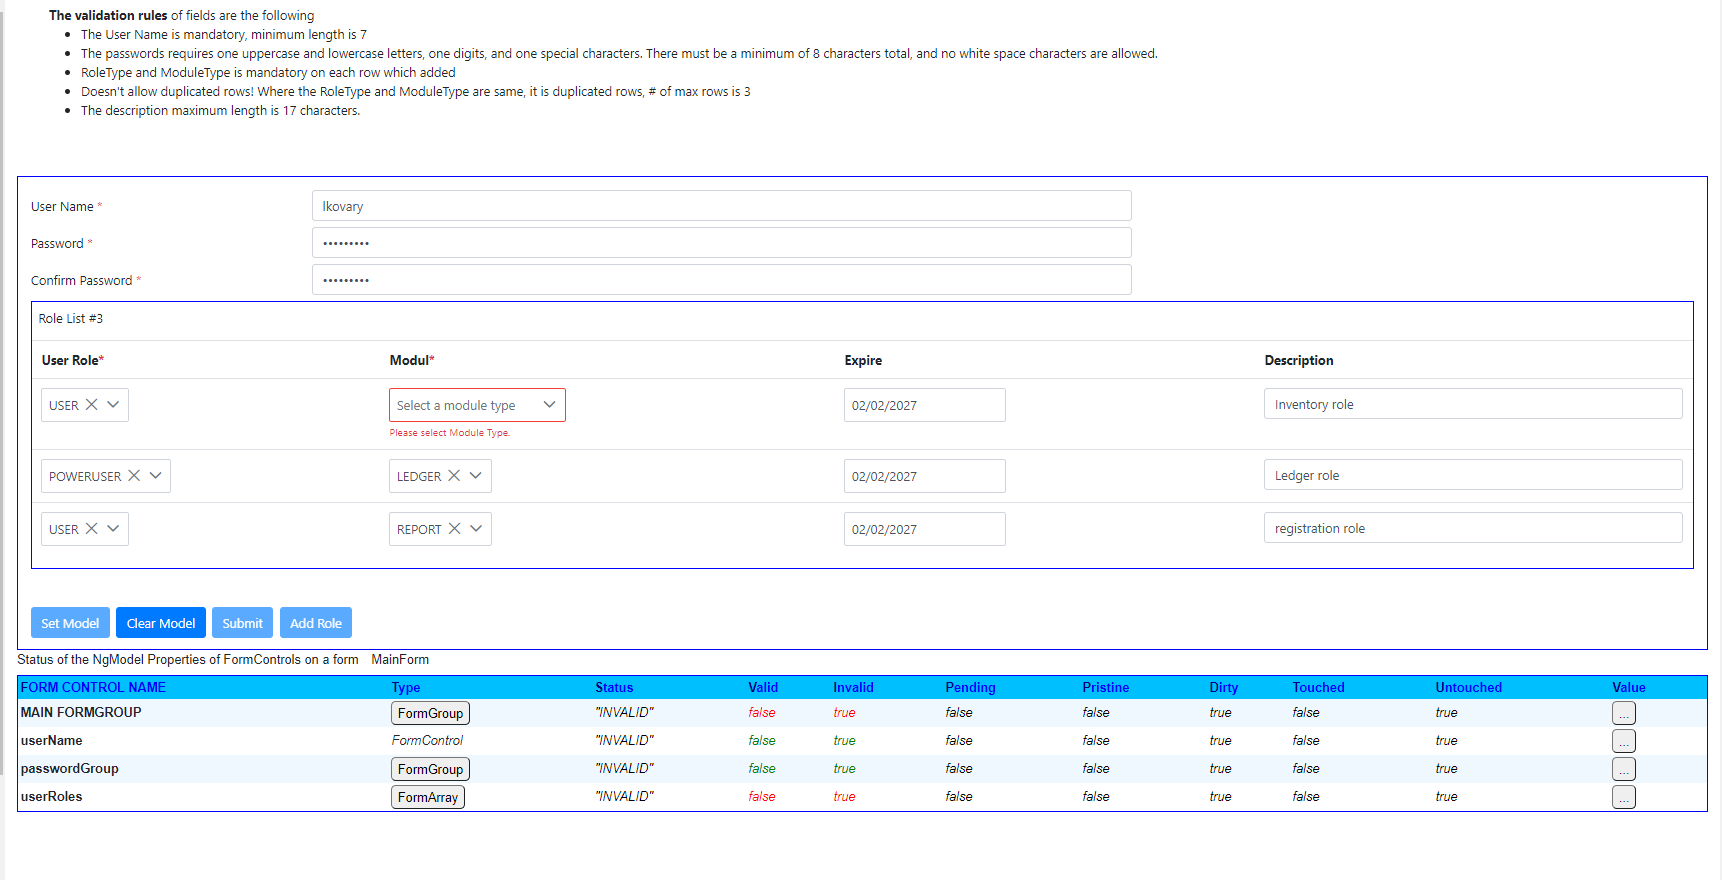 The validation rules of fields are the following
• The User Name is mandatory, minimum length is 7
• The passwords requires one uppercase and lowercase letters, one digits, and one special characters. There must be a minimum of 8 characters total, and no white space characters are allowed.
• RoleType and ModuleType is mandatory on each row which added
• Doesn't allow duplicated rows! Where the RoleType and ModuleType are same, it is duplicated rows, # of max rows is 3
• The description maximum length is 17 characters.
User Name * lkovary
Password * •••••••••
Confirm Password * •••••••••
Role List #3
User Role* Modul* Expire Description
USER Select a module type 02/02/2027 Inventory role
Please select Module Type.
POWERUSER LEDGER 02/02/2027 Ledger role
USER REPORT 02/02/2027 registration role
Set Model Clear Model Submit Add Role
Status of the NgModel Properties of FormControls on a form MainForm
FORM CONTROL NAME Type Status Valid Invalid Pending Pristine Dirty Touched Untouched Value
MAIN FORMGROUP FormGroup "INVALID" false true false false true false true ...
userName FormControl "INVALID" false true false false true false true ...
passwordGroup FormGroup "INVALID" false true false false true false true ...
userRoles FormArray "INVALID" false true false false true false true ...